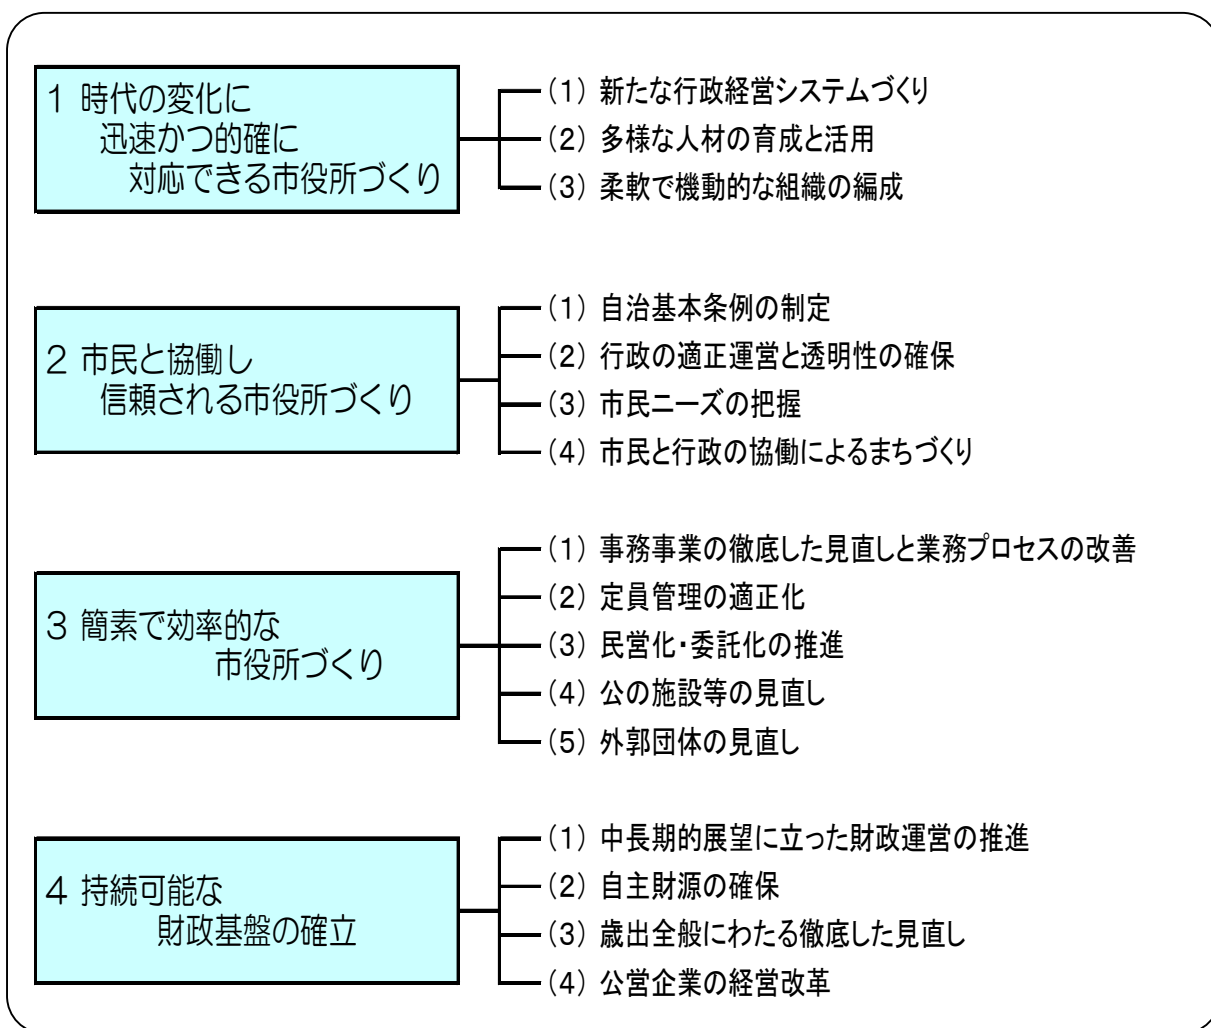 1 時代の変化に
迅速かつ的確に
対応できる市役所づくり
(1) 新たな行政経営システムづくり
(2) 多様な人材の育成と活用
(3) 柔軟で機動的な組織の編成
2 市民と協働し
信頼される市役所づくり
(1) 自治基本条例の制定
(2) 行政の適正運営と透明性の確保
(3) 市民ニーズの把握
(4) 市民と行政の協働によるまちづくり
3 簡素で効率的な
市役所づくり
(1) 事務事業の徹底した見直しと業務プロセスの改善
(2) 定員管理の適正化
(3) 民営化・委託化の推進
(4) 公の施設等の見直し
(5) 外郭団体の見直し
4 持続可能な
財政基盤の確立
(1) 中長期的展望に立った財政運営の推進
(2) 自主財源の確保
(3) 歳出全般にわたる徹底した見直し
(4) 公営企業の経営改革